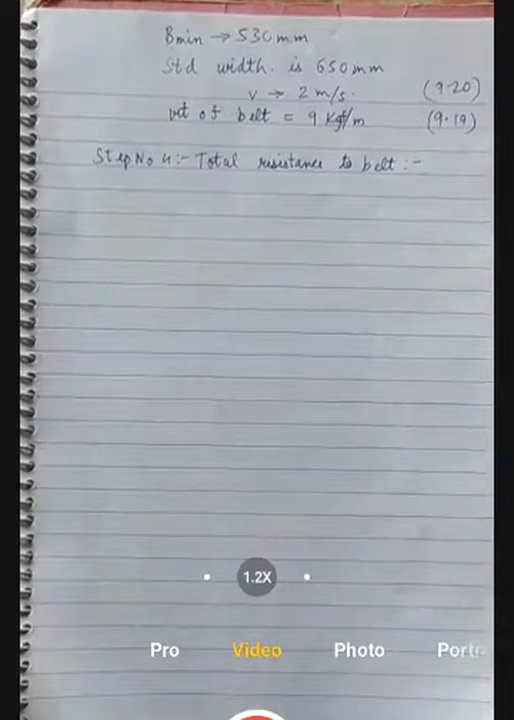 Bmin → 530 mm
Std width. is 650 mm
v → 2 m/s. (9.20)
wt of belt = 9 Kgf/m (9.19)
Step No 4:- Total resistance to belt :-
1.2X
Pro Video Photo Portr